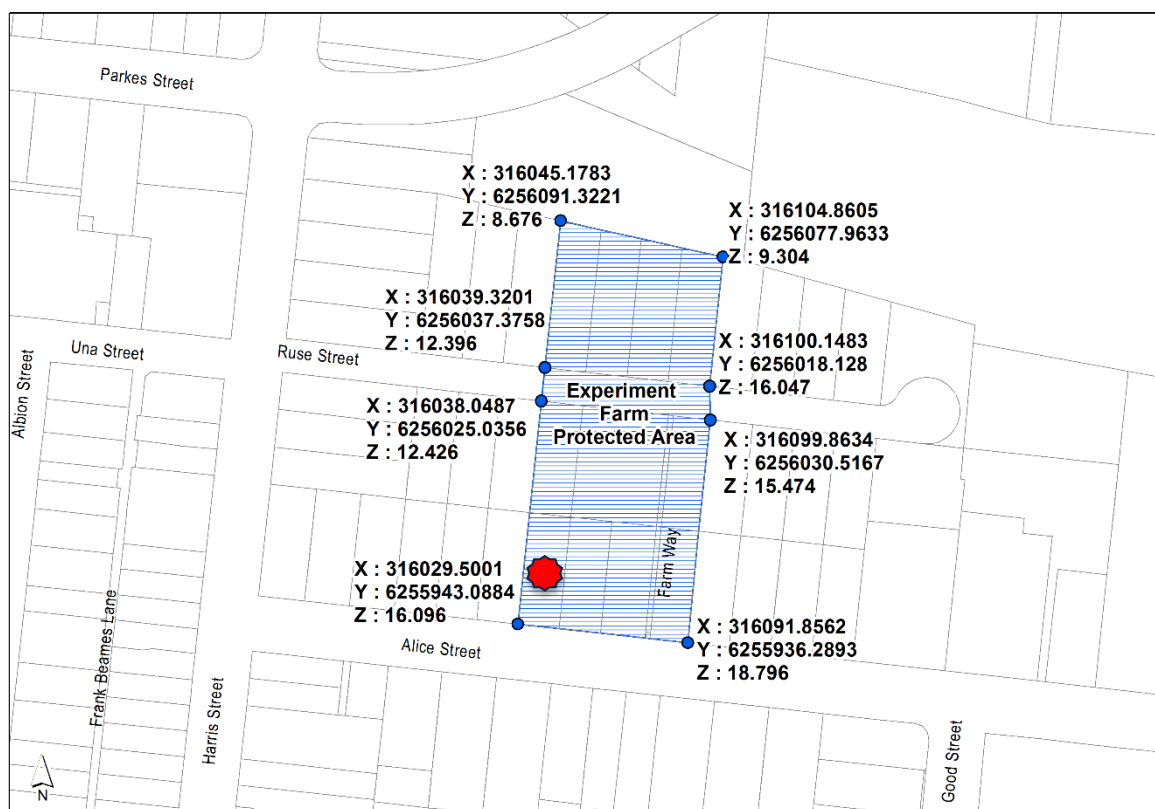 Parkes Street
X : 316045.1783
Y : 6256091.3221
Z : 8.676
X : 316104.8605
Y : 6256077.9633
Z : 9.304
X : 316039.3201
Y : 6256037.3758
Z : 12.396
Una Street
Ruse Street
X : 316100.1483
Y : 6256018.128
Z : 16.047
Albion Street
Experiment
Farm
Protected Area
X : 316038.0487
Y : 6256025.0356
Z : 12.426
X : 316099.8634
Y : 6256030.5167
Z : 15.474
Farm Way
X : 316029.5001
Y : 6255943.0884
Z : 16.096
Frank Beames Lane
Harris Street
Alice Street
X : 316091.8562
Y : 6255936.2893
Z : 18.796
Good Street
N